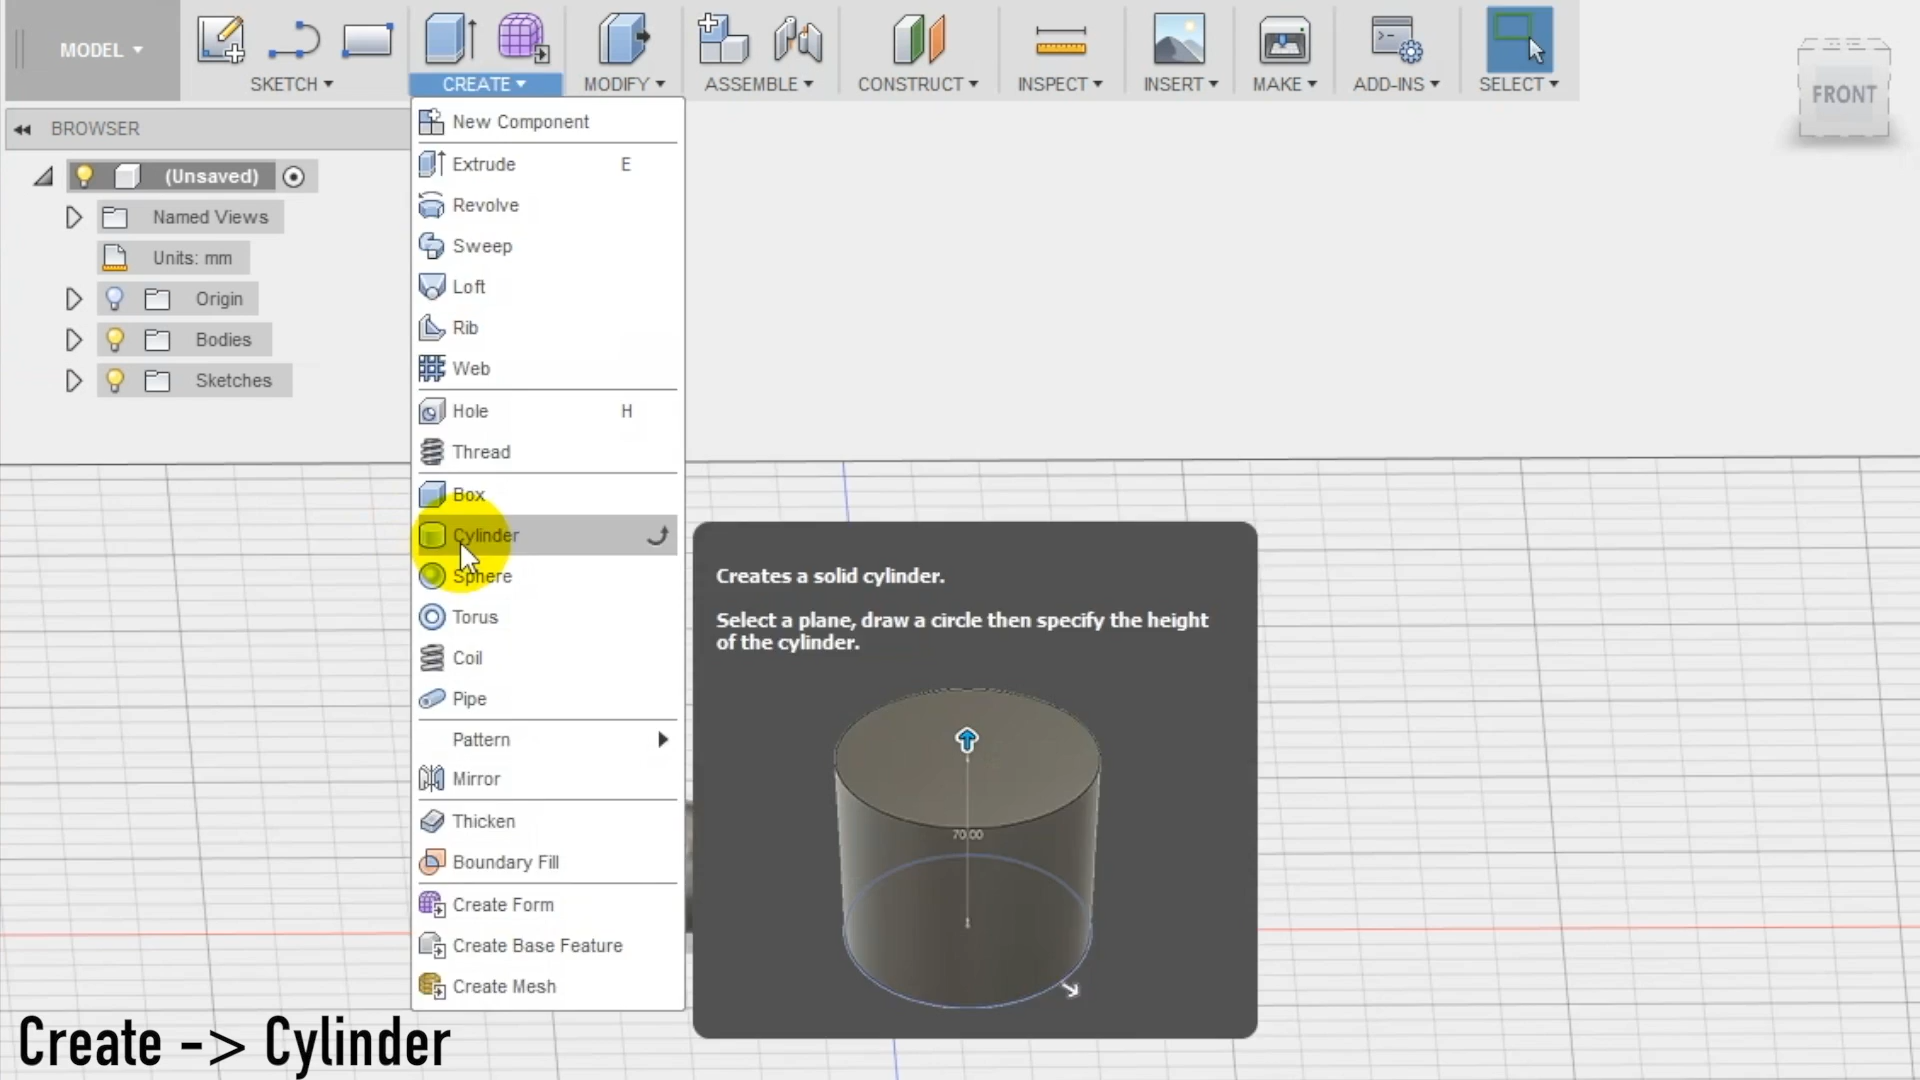 MODEL
SKETCH
CREATE
MODIFY
ASSEMBLE
CONSTRUCT
INSPECT
INSERT
MAKE
ADD-INS
SELECT
FRONT
BROWSER
(Unsaved)
Named Views
Units: mm
Origin
Bodies
Sketches
New Component
Extrude E
Revolve
Sweep
Loft
Rib
Web
Hole H
Thread
Box
Cylinder
Sphere
Torus
Coil
Pipe
Pattern
Mirror
Thicken
Boundary Fill
Create Form
Create Base Feature
Create Mesh
Creates a solid cylinder.
Select a plane, draw a circle then specify the height
of the cylinder.
70.00
Create -> Cylinder